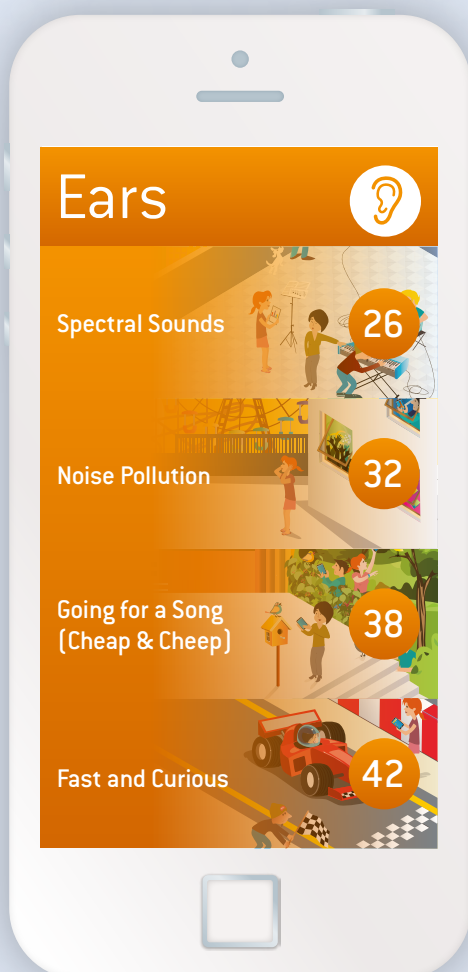 Ears
Spectral Sounds
26
Noise Pollution
32
Going for a Song
(Cheap & Cheep)
38
Fast and Curious
42